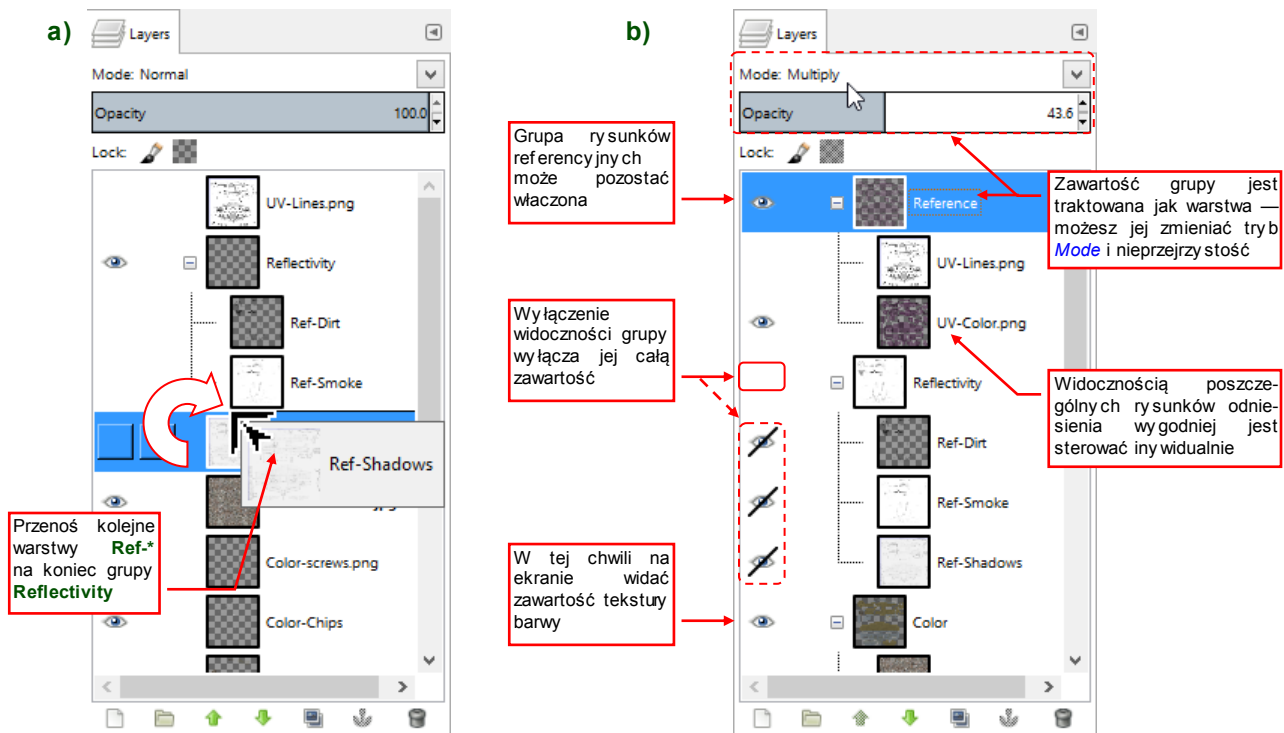 a)
Layers
Mode: Normal
Opacity 100.0
Lock:
UV-Lines.png
Reflectivity
Ref-Dirt
Ref-Smoke
Ref-Shadows
Color-screws.png
Color-Chips
Przenoś kolejne
warstwy Ref-*
na koniec grupy
Reflectivity
b)
Layers
Mode: Multiply
Opacity 43.6
Lock:
Reference
UV-Lines.png
UV-Color.png
Reflectivity
Ref-Dirt
Ref-Smoke
Ref-Shadows
Color
Grupa rysunków
referencyjnych
może pozostać
włączona
Wyłączenie
widoczności grupy
wyłącza jej całą
zawartość
W tej chwili na
ekranie widać
zawartość tekstury
barwy
Zawartość grupy jest
traktowana jak warstwa —
możesz jej zmieniać tryb
Mode i nieprzejrzystość
Widocznością poszcze-
gólnych rysunków odnie-
sienia wygodniej jest
sterować inywidualnie